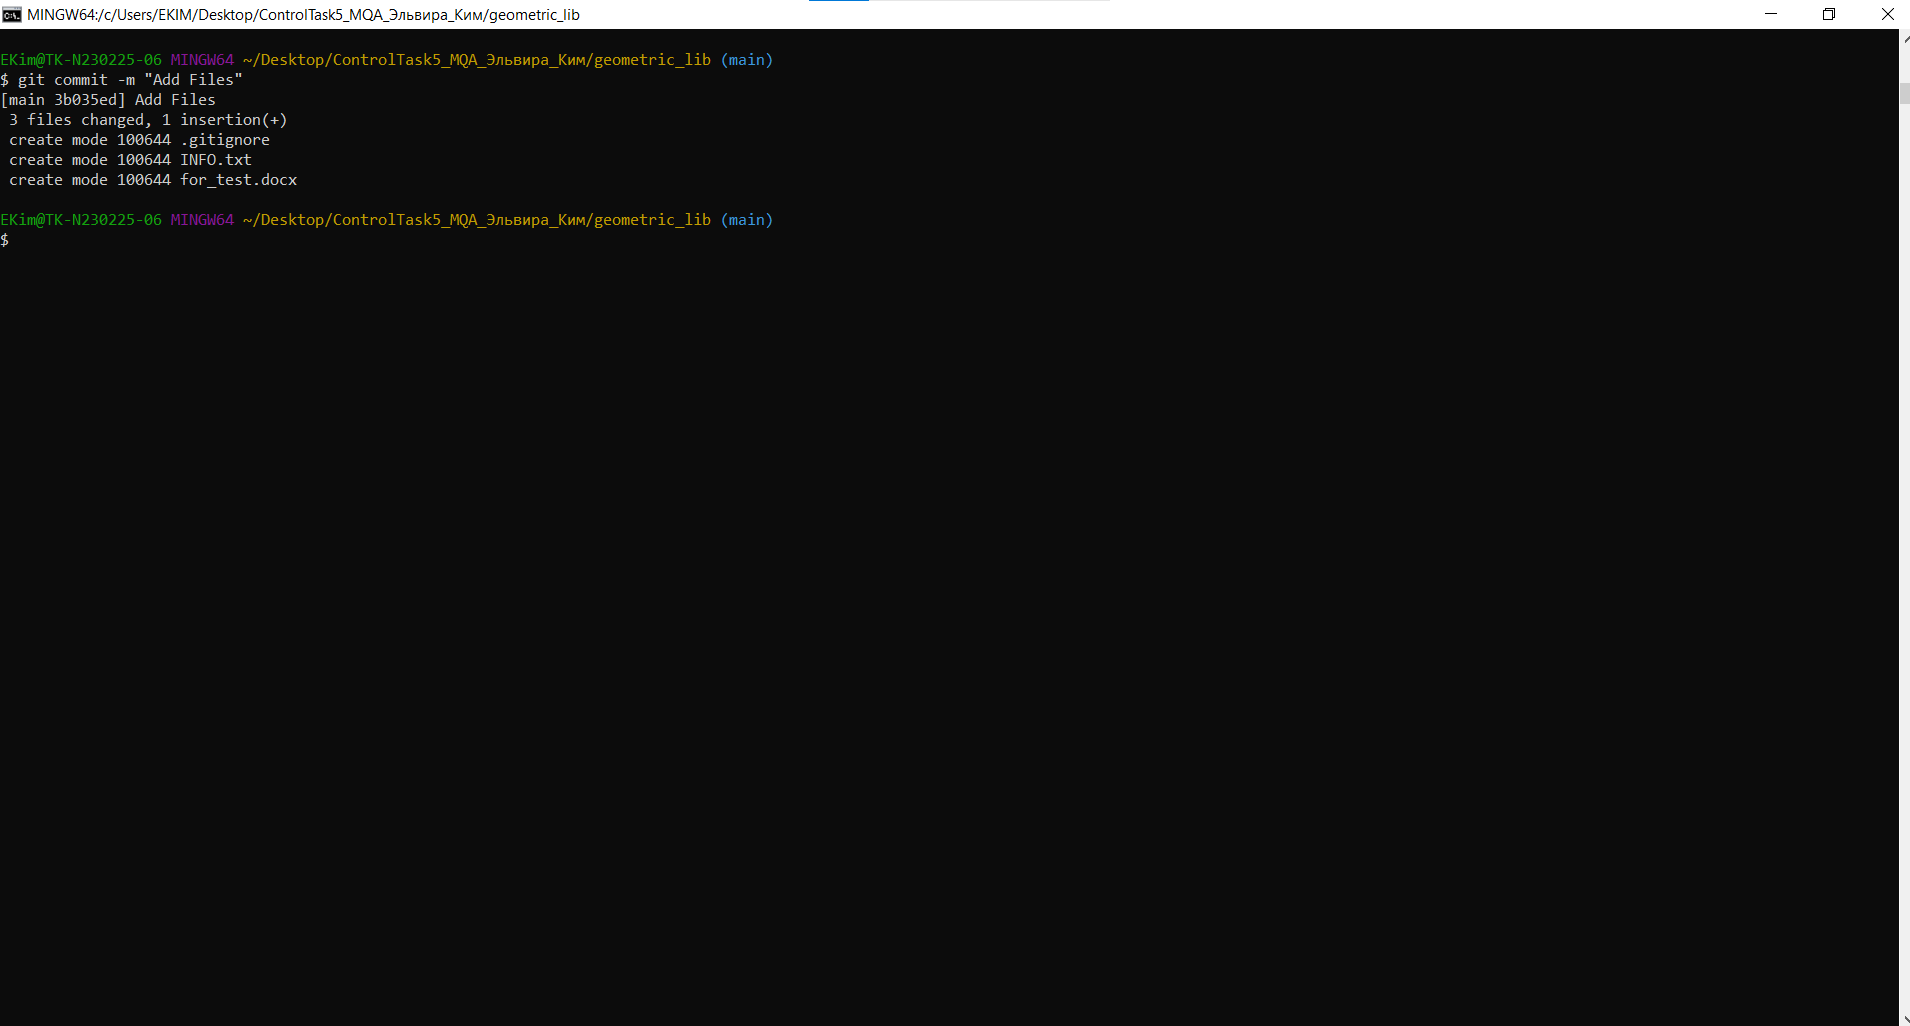 MINGW64:/c/Users/EKIM/Desktop/ControlTask5_MQA_Эльвира_Ким/geometric_lib
EKim@TK-N230225-06 MINGW64 ~/Desktop/ControlTask5_MQA_Эльвира_Ким/geometric_lib (main)
$ git commit -m "Add Files"
[main 3b035ed] Add Files
 3 files changed, 1 insertion(+)
 create mode 100644 .gitignore
 create mode 100644 INFO.txt
 create mode 100644 for_test.docx
EKim@TK-N230225-06 MINGW64 ~/Desktop/ControlTask5_MQA_Эльвира_Ким/geometric_lib (main)
$